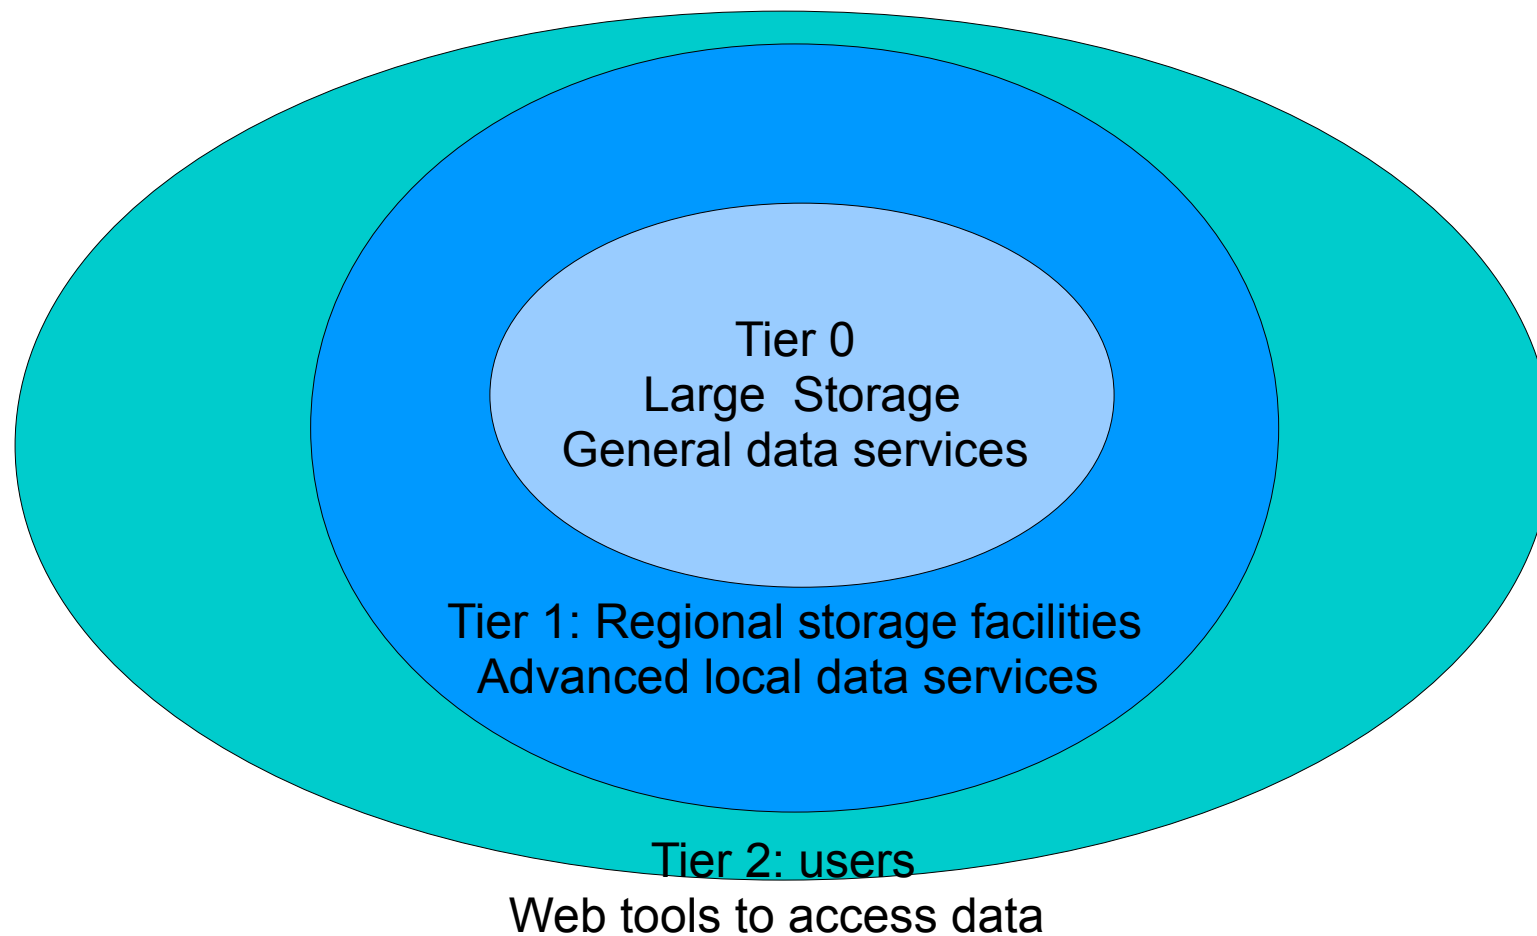 Tier 0
Large  Storage
General data services
Tier 1: Regional storage facilities
Advanced local data services
Tier 2: users
Web tools to access data